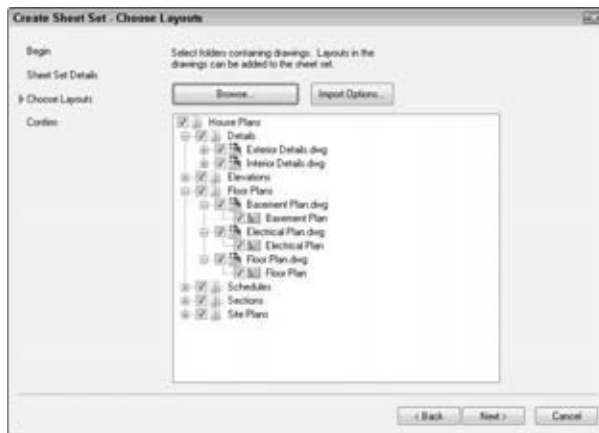 Create Sheet Set - Choose Layouts
Begin
Sheet Set Details
Choose Layouts
Confirm
Select folders containing drawings. Layouts in the
drawings can be added to the sheet set.
Browse...
Import Options...
House Plans
Details
Exterior Details.dwg
Interior Details.dwg
Elevations
Floor Plans
Basement Plan.dwg
Basement Plan
Electrical Plan.dwg
Electrical Plan
Floor Plan.dwg
Floor Plan
Schedules
Sections
Site Plans
< Back
Next >
Cancel